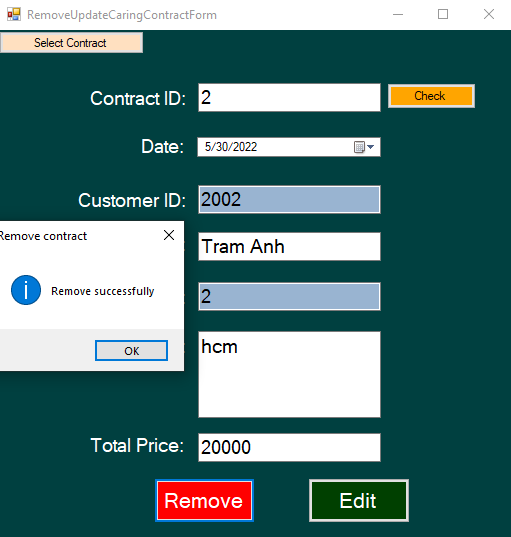 RemoveUpdateCaringContractForm
Select Contract
Contract ID: 2 Check
Date: 5/30/2022
Customer ID: 2002
Remove contract
Tram Anh
Remove successfully
2
OK
hcm
Total Price: 20000
Remove Edit